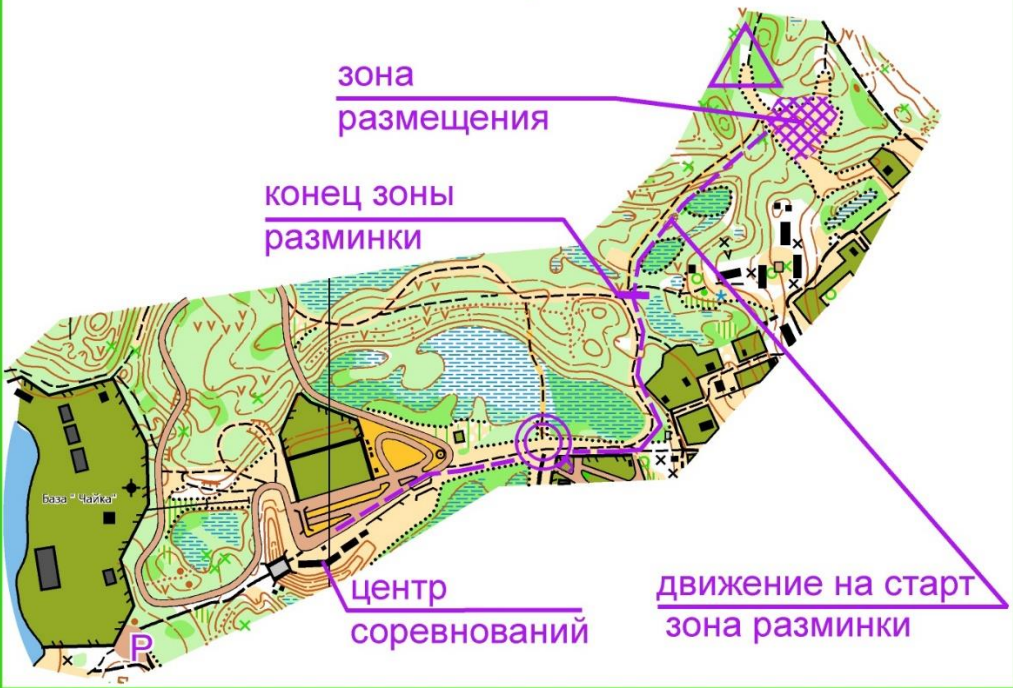 зона
размещения
конец зоны
разминки
База " Чайка"
центр
соревнований
движение на старт
зона разминки
P